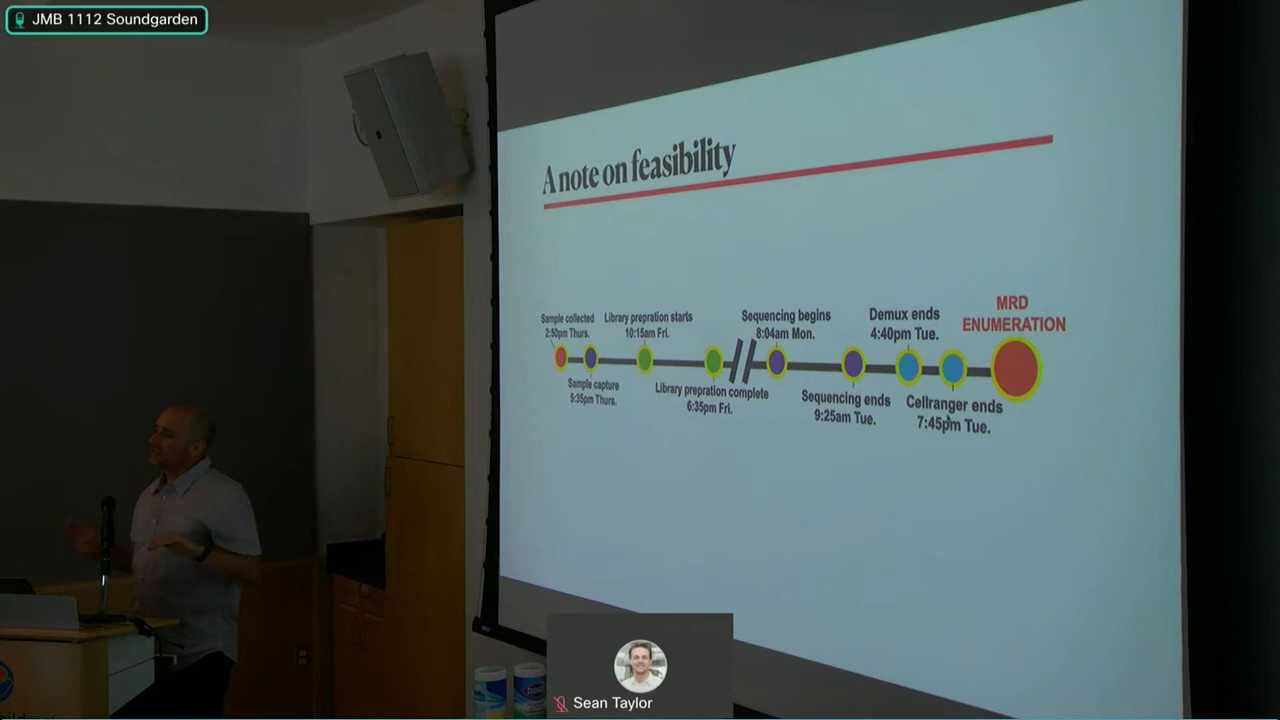 JMB 1112 Soundgarden
A note on feasibility
MRD
ENUMERATION
Sample collected
2:50pm Thurs.
Library prepration starts
10:15am Fri.
Sequencing begins
8:04am Mon.
Demux ends
4:40pm Tue.
Sample capture
5:35pm Thurs.
Library prepration complete
6:35pm Fri.
Sequencing ends
9:25am Tue.
Cellranger ends
7:45pm Tue.
Sean Taylor